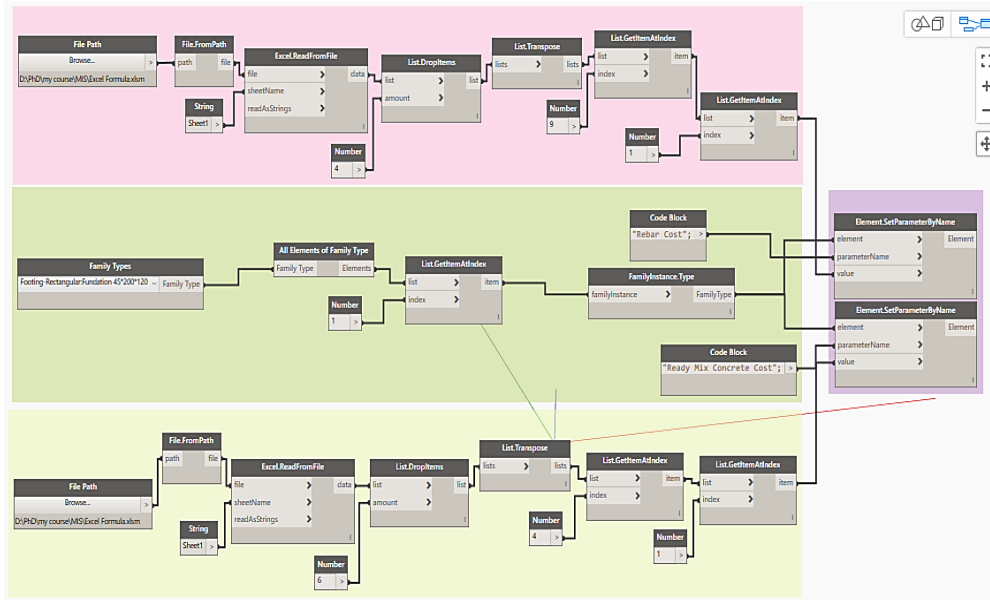 File Path
Browse...
>
D:\PhD\my course\MIS\Excel Formula.xlsm
File.FromPath
path
file
Excel.ReadFromFile
file
>
data
sheetName
>
readAsStrings
>
l
String
Sheet1
>
List.DropItems
list
>
list
amount
>
l
Number
4
>
List.Transpose
lists
>
lists
l
Number
9
>
List.GetItemAtIndex
list
>
item
index
>
l
Number
1
>
List.GetItemAtIndex
list
>
item
index
>
l
Family Types
Footing-Rectangular:Fundation 45*200*120
Family Type
All Elements of Family Type
Family Type
Elements
Number
1
>
List.GetItemAtIndex
list
>
item
index
>
l
Code Block
"Rebar Cost";
>
FamilyInstance.Type
familyInstance
>
FamilyType
l
Code Block
"Ready Mix Concrete Cost";
>
Element.SetParameterByName
element
>
Element
parameterName
>
value
>
l
Element.SetParameterByName
element
>
Element
parameterName
>
value
>
l
File Path
Browse...
>
D:\PhD\my course\MIS\Excel Formula.xlsm
File.FromPath
path
file
Excel.ReadFromFile
file
>
data
sheetName
>
readAsStrings
>
l
String
Sheet1
>
List.DropItems
list
>
list
amount
>
l
Number
6
>
List.Transpose
lists
>
lists
l
Number
4
>
List.GetItemAtIndex
list
>
item
index
>
l
Number
1
>
List.GetItemAtIndex
list
>
item
index
>
l